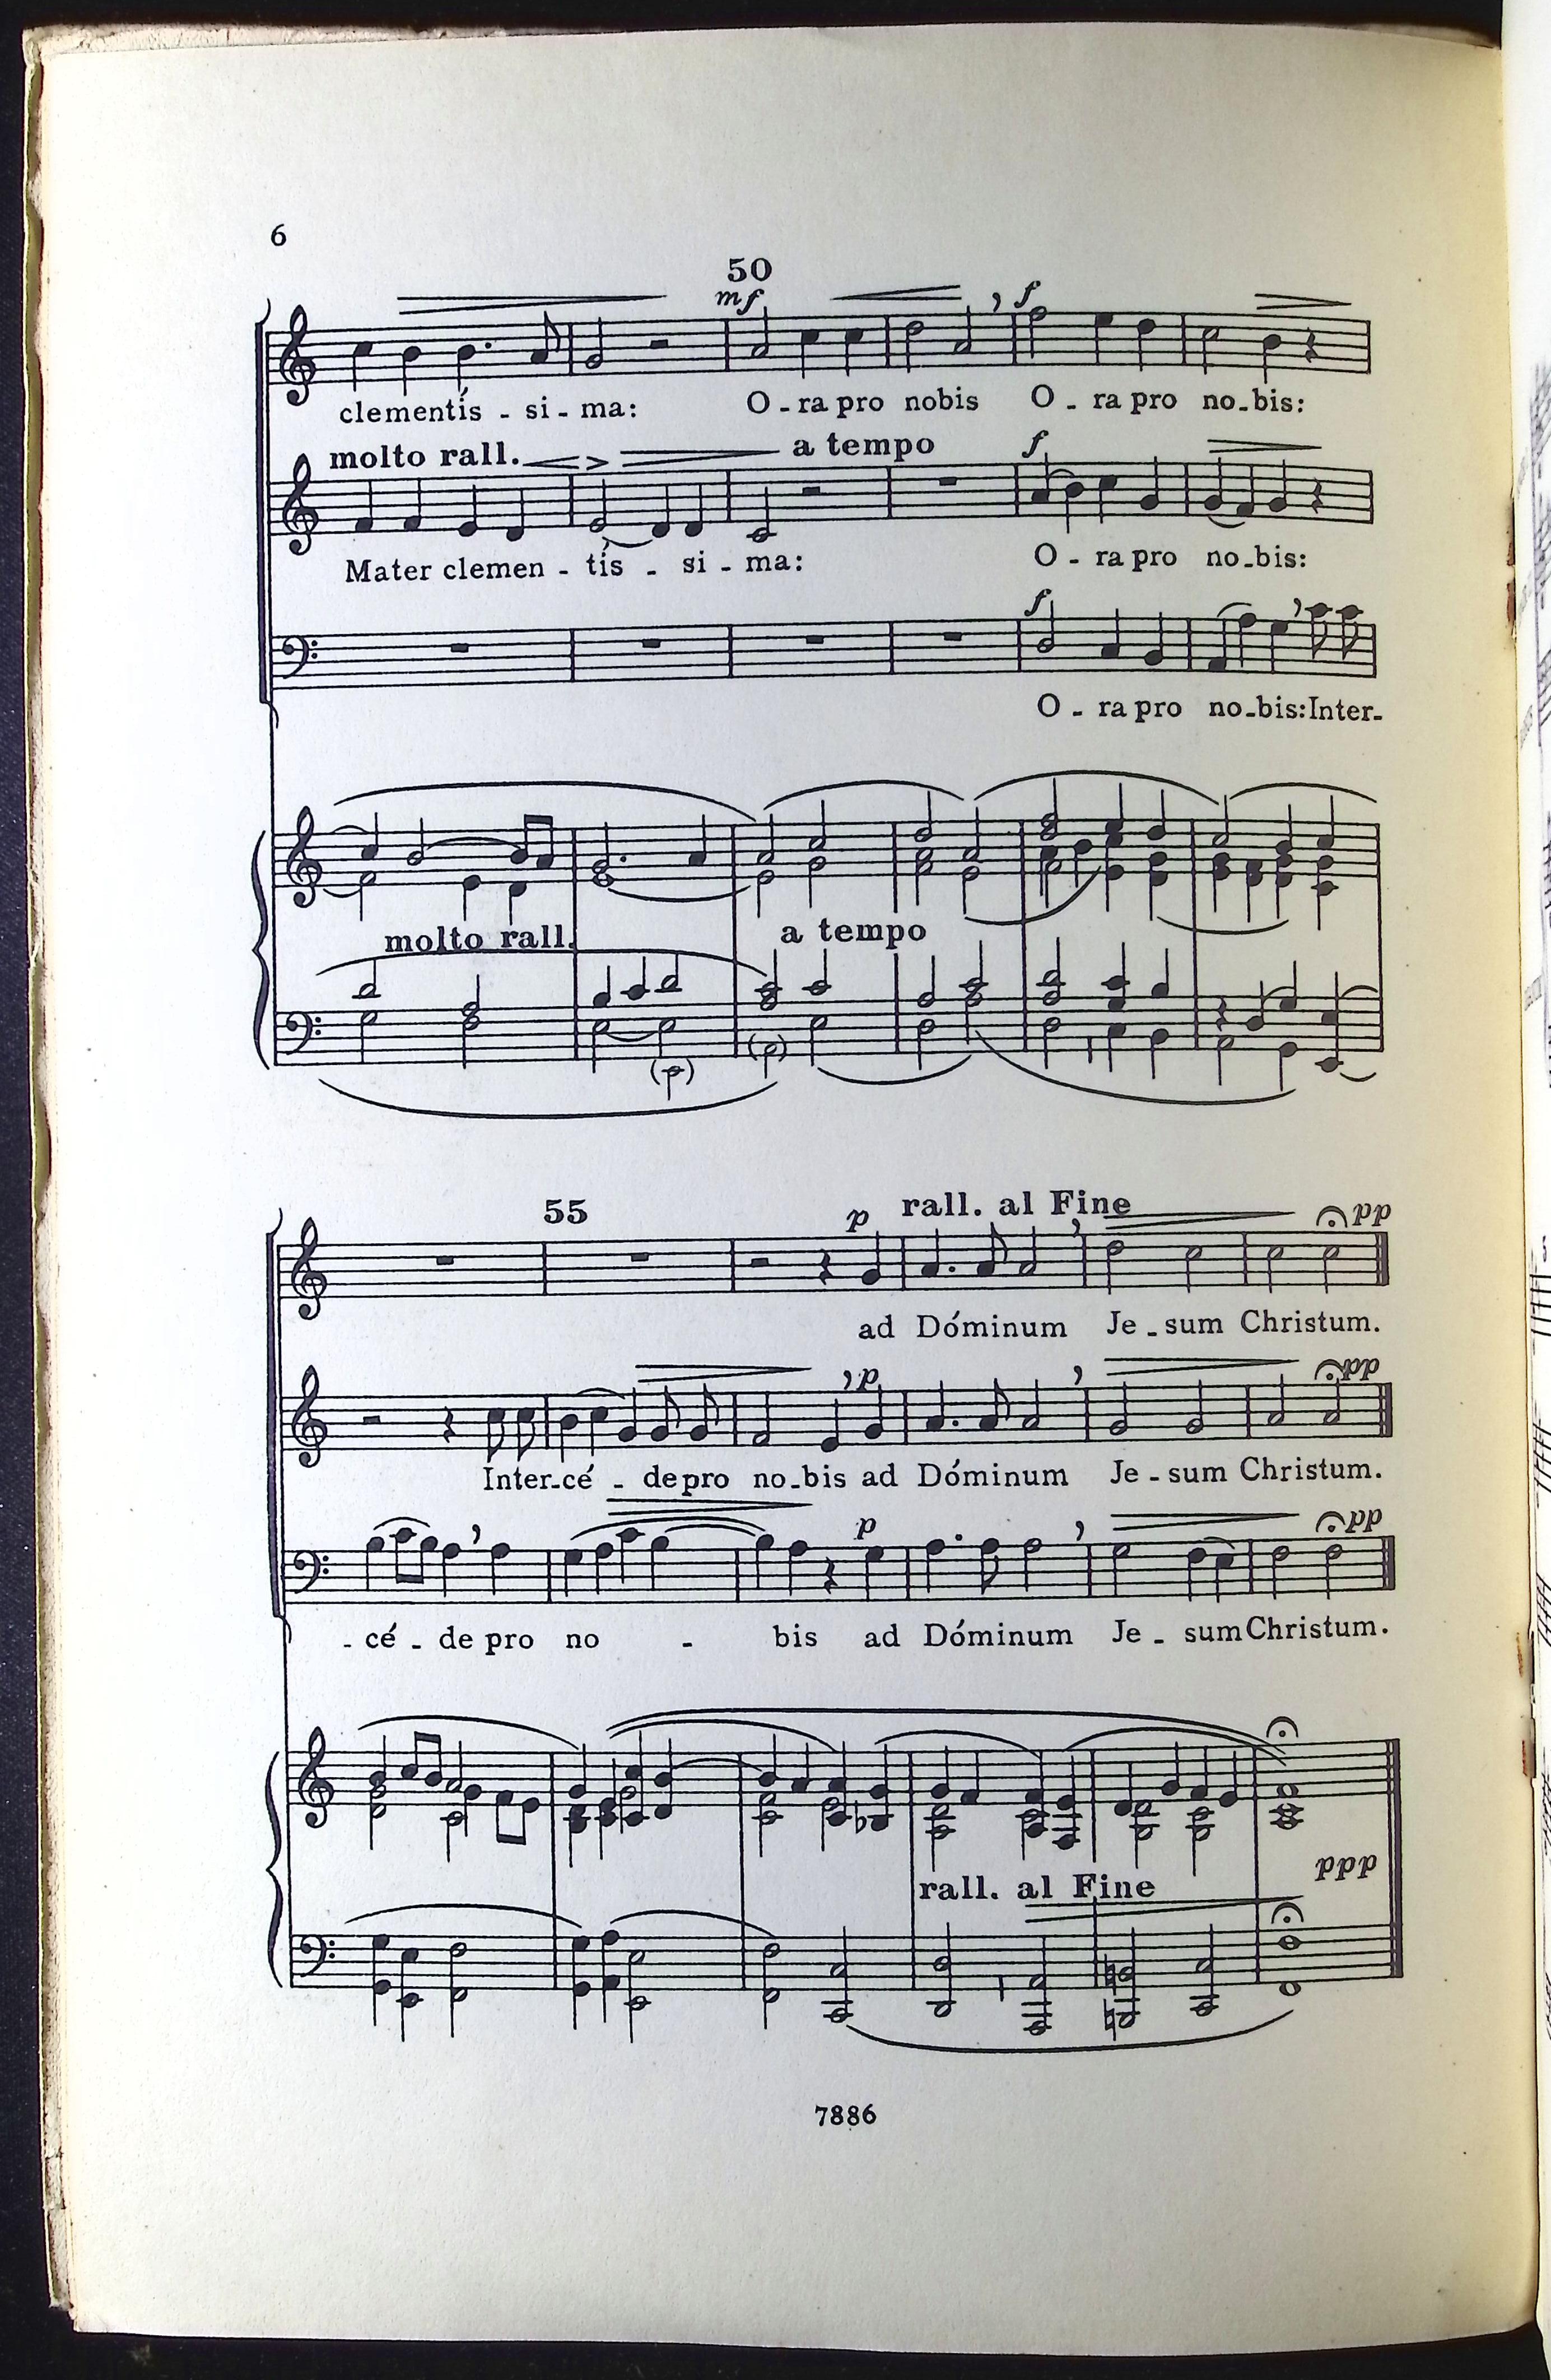 6
50
mf f
clementís - si - ma: O - ra pro nobis O - ra pro no - bis:
molto rall. a tempo f
Mater clemen - tís - si - ma: O - ra pro no - bis:
f
O - ra pro no - bis: Inter -
molto rall. a tempo
55 p rall. al Fine pp
ad Dóminum Je - sum Christum.
p pp
Inter - cé - de pro no - bis ad Dóminum Je - sum Christum.
p pp
- cé - de pro no - bis ad Dóminum Je - sum Christum.
rall. al Fine ppp
7886